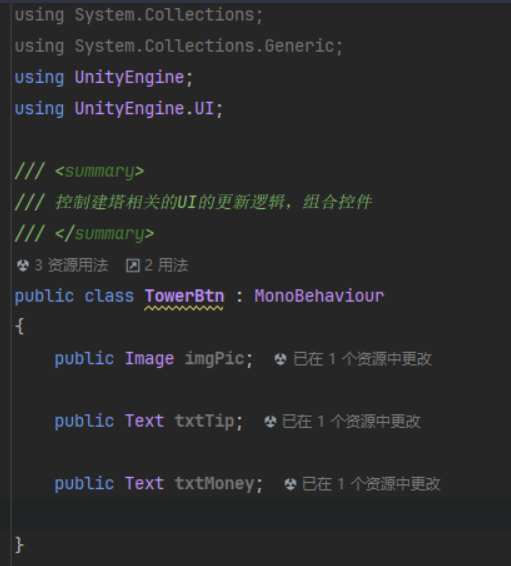 using System.Collections;
using System.Collections.Generic;
using UnityEngine;
using UnityEngine.UI;
/// <summary>
/// 控制建塔相关的UI的更新逻辑，组合控件
/// </summary>
3 资源用法 2 用法
public class TowerBtn : MonoBehaviour
{
public Image imgPic; 已在 1 个资源中更改
public Text txtTip; 已在 1 个资源中更改
public Text txtMoney; 已在 1 个资源中更改
}